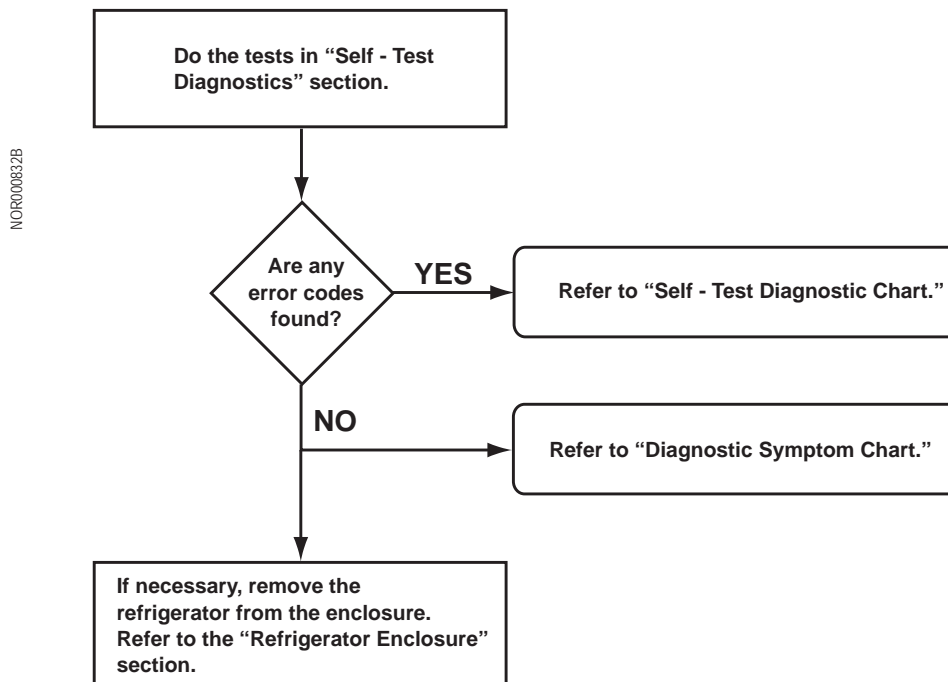 Do the tests in “Self - Test
Diagnostics” section.
NOR000832B
Are any
error codes
found?
YES
Refer to “Self - Test Diagnostic Chart.”
NO
Refer to “Diagnostic Symptom Chart.”
If necessary, remove the
refrigerator from the enclosure.
Refer to the “Refrigerator Enclosure”
section.